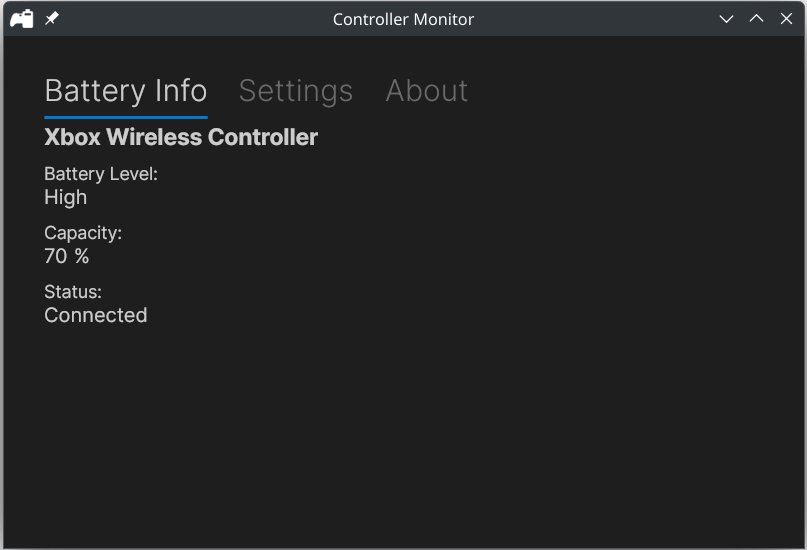 Controller Monitor
Battery Info Settings About
Xbox Wireless Controller
Battery Level:
High
Capacity:
70 %
Status:
Connected